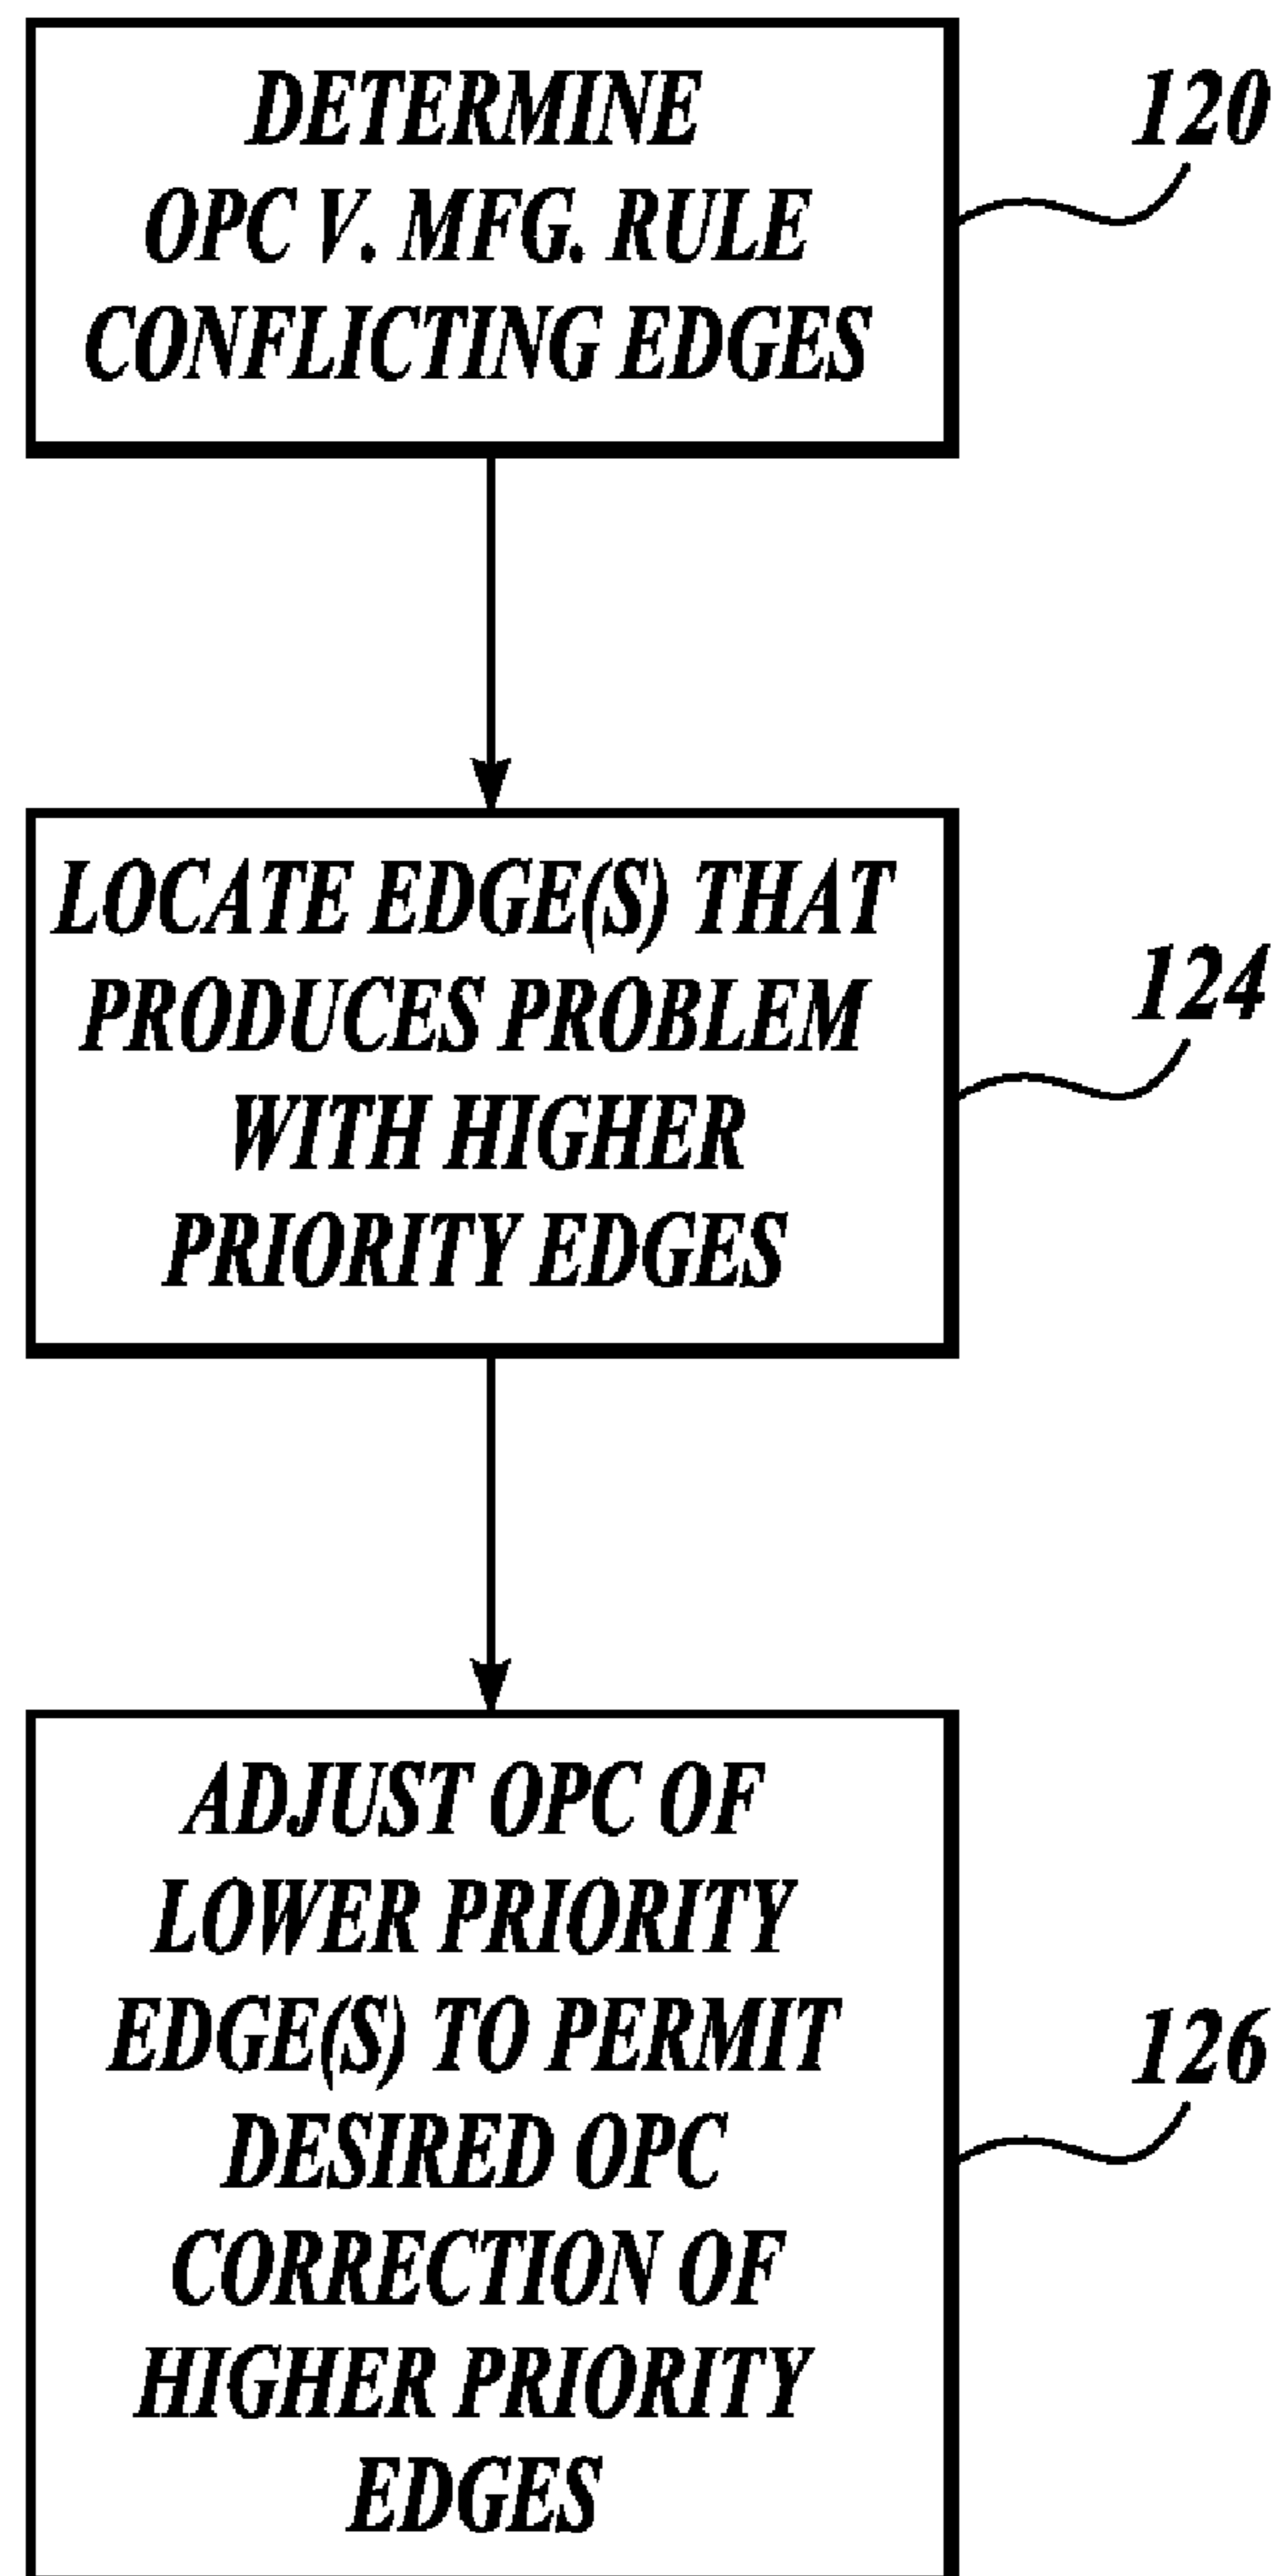 DETERMINE
OPC V. MFG. RULE
CONFLICTING EDGES
120
LOCATE EDGE(S) THAT
PRODUCES PROBLEM
WITH HIGHER
PRIORITY EDGES
124
ADJUST OPC OF
LOWER PRIORITY
EDGE(S) TO PERMIT
DESIRED OPC
CORRECTION OF
HIGHER PRIORITY
EDGES
126